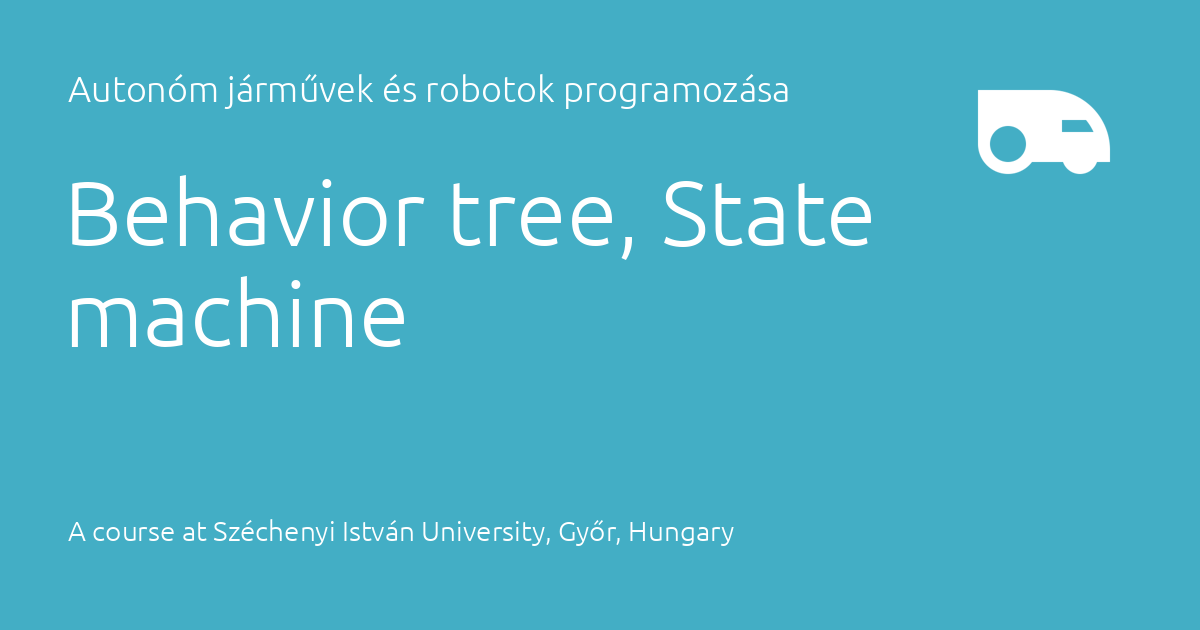 Autonóm járművek és robotok programozása
Behavior tree, State
machine
A course at Széchenyi István University, Győr, Hungary